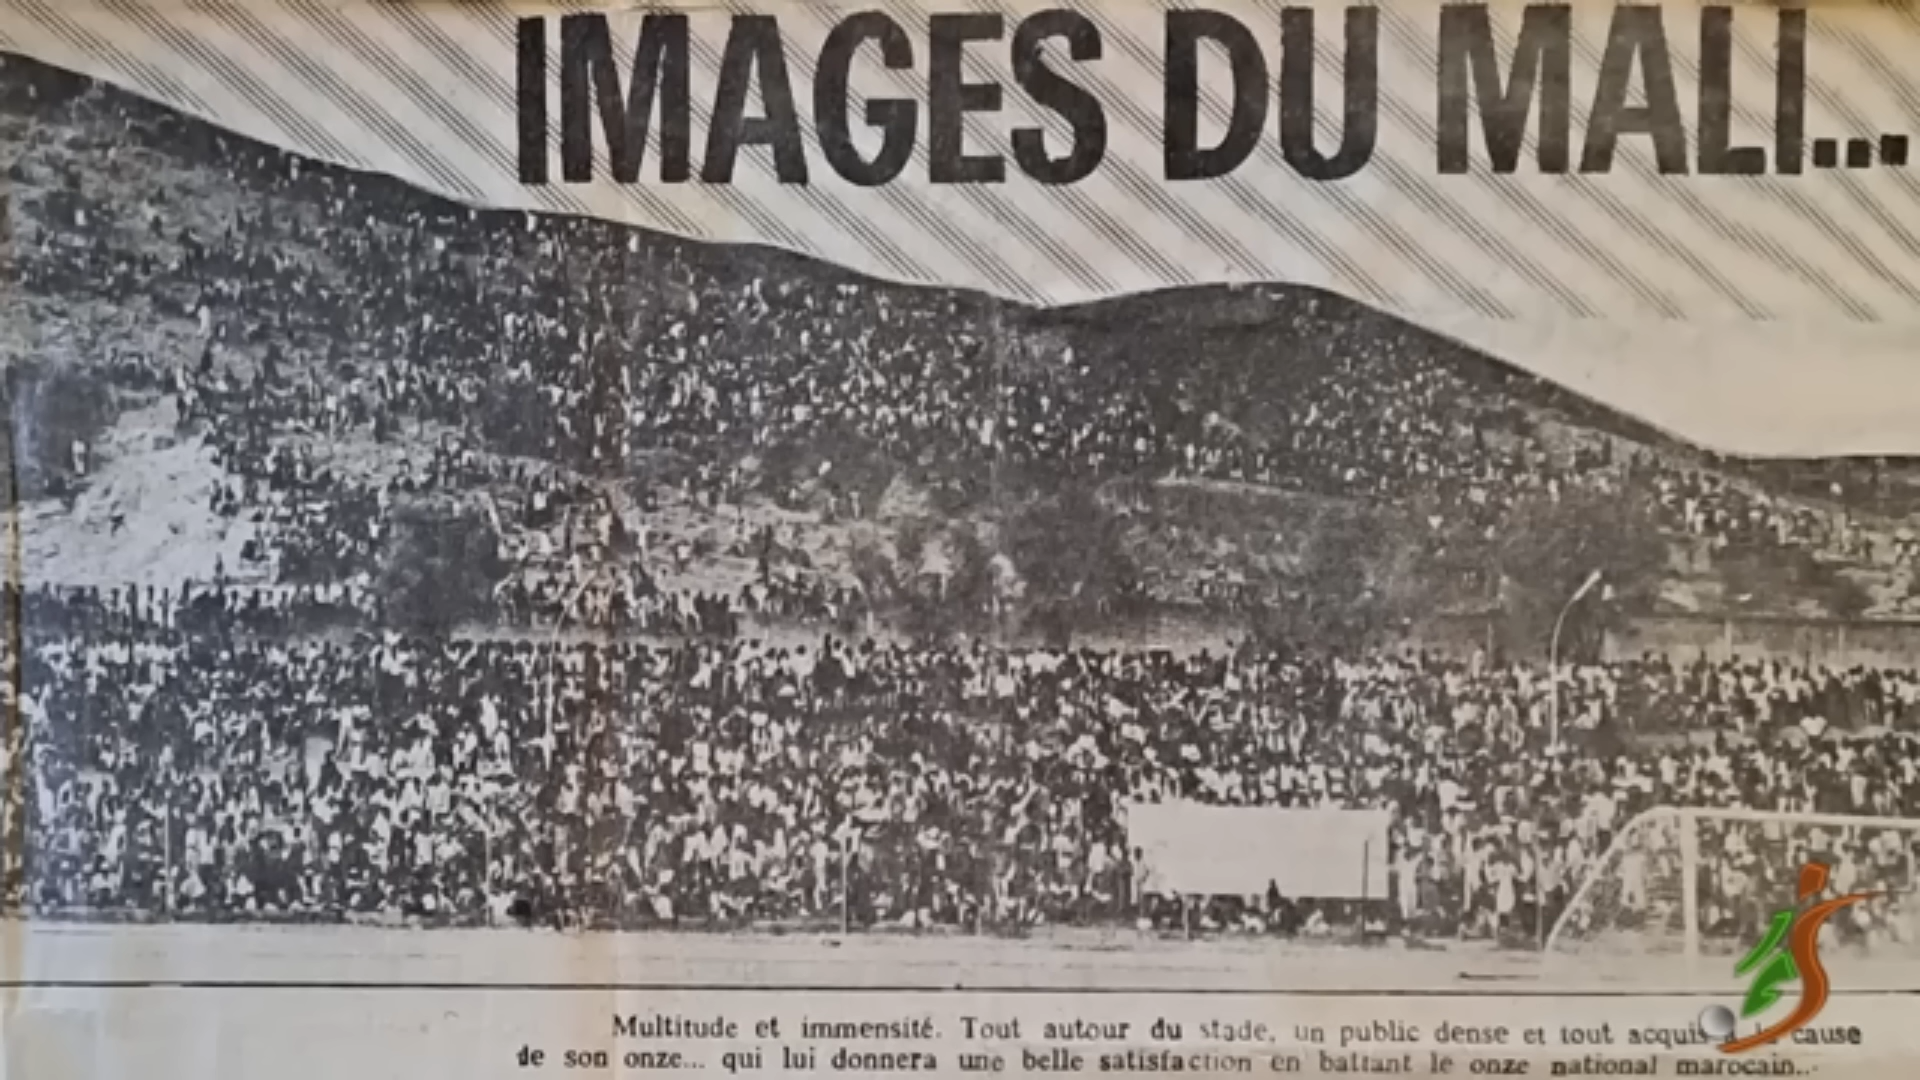 IMAGES DU MALI...
Multitude et immensité. Tout autour du stade, un public dense et tout acquis à la cause
de son onze... qui lui donnera une belle satisfaction en battant le onze national marocain...